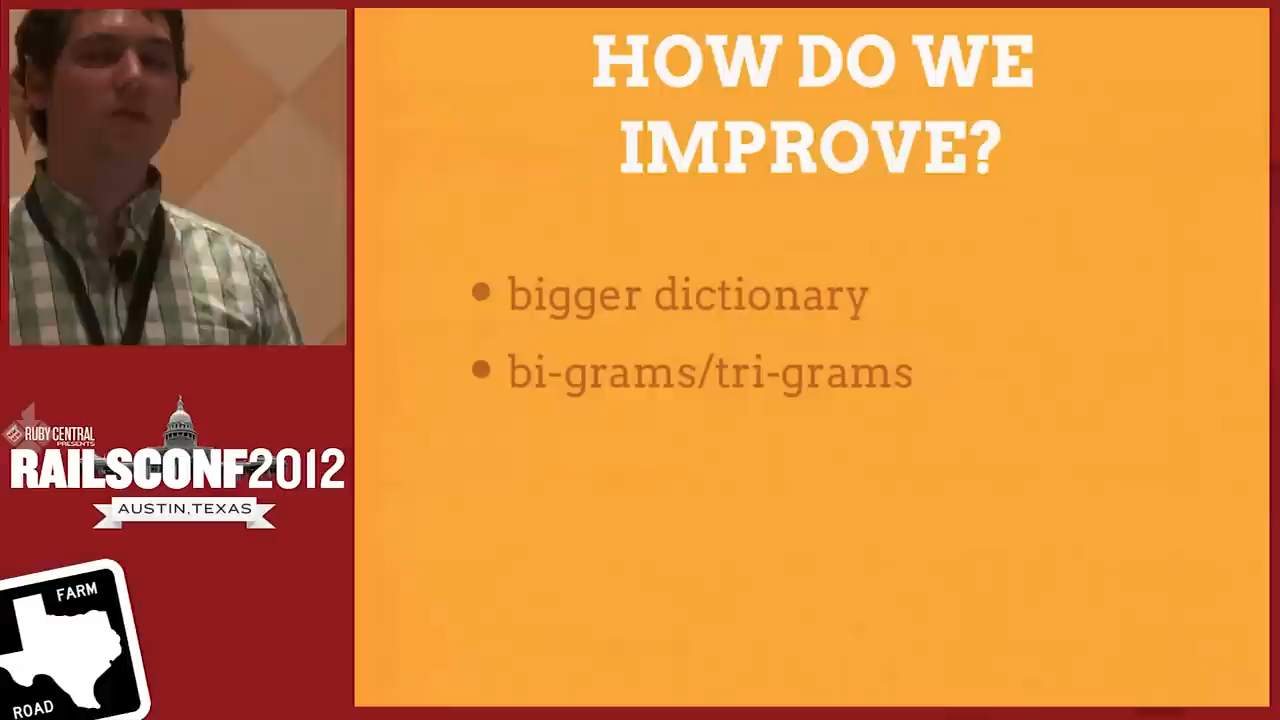 HOW DO WE
IMPROVE?
• bigger dictionary
• bi-grams/tri-grams
RUBY CENTRAL
PRESENTS
RAILSCONF2012
AUSTIN, TEXAS
FARM
ROAD